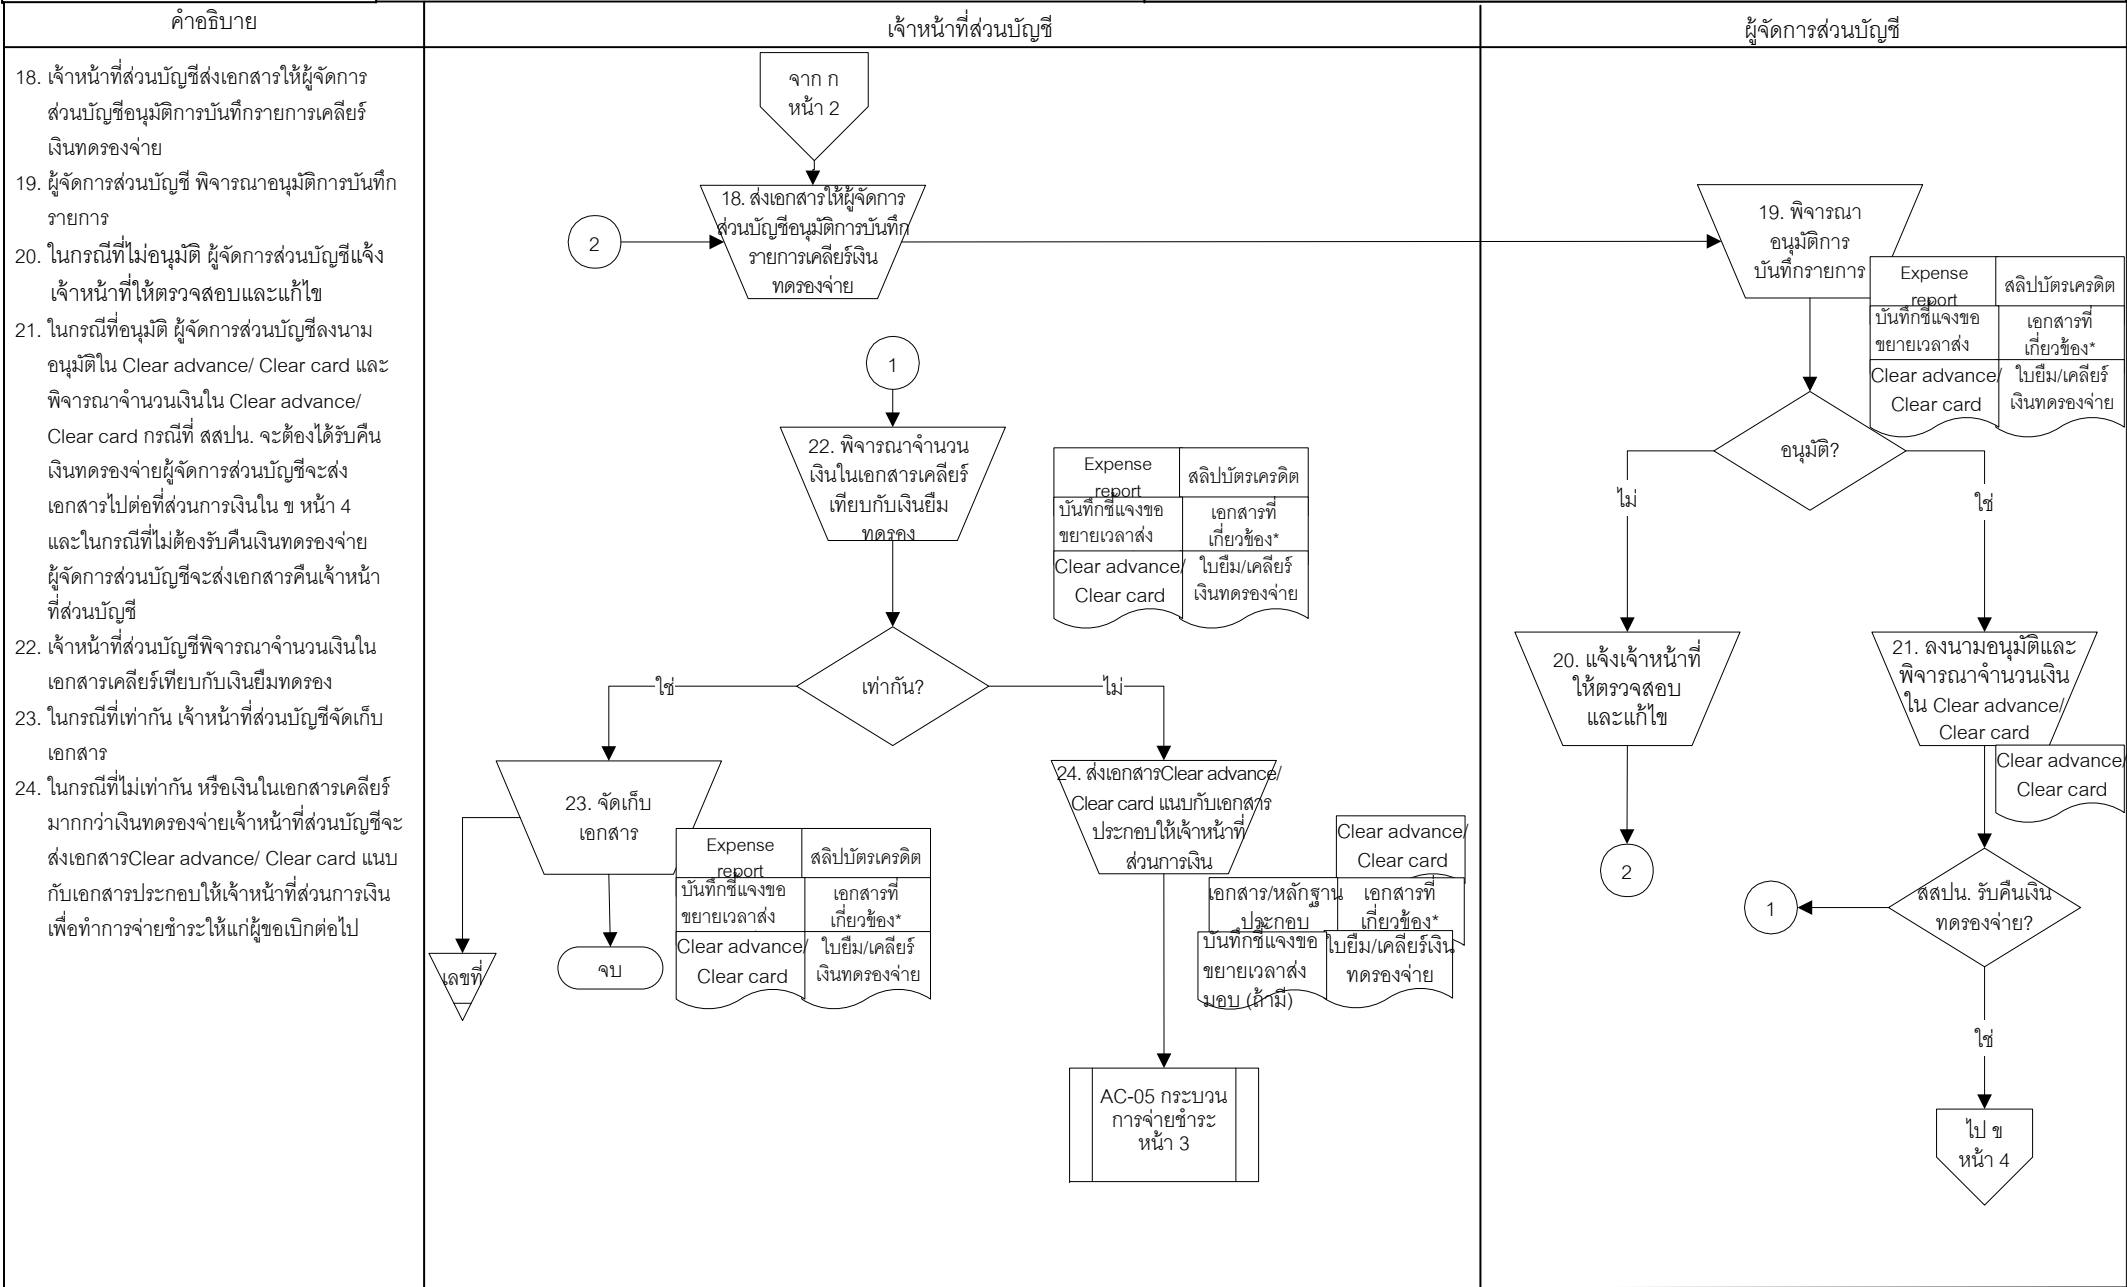 คำอธิบาย
เจ้าหน้าที่ส่วนบัญชี
ผู้จัดการส่วนบัญชี
18. เจ้าหน้าที่ส่วนบัญชีส่งเอกสารให้ผู้จัดการ
ส่วนบัญชีอนุมัติการบันทึกรายการเคลียร์
เงินทดรองจ่าย
19. ผู้จัดการส่วนบัญชี พิจารณาอนุมัติการบันทึก
รายการ
20. ในกรณีที่ไม่อนุมัติ ผู้จัดการส่วนบัญชีแจ้ง
เจ้าหน้าที่ให้ตรวจสอบและแก้ไข
21. ในกรณีที่อนุมัติ ผู้จัดการส่วนบัญชีลงนาม
อนุมัติใน Clear advance/ Clear card และ
พิจารณาจำนวนเงินใน Clear advance/
Clear card กรณีที่ สสปน. จะต้องได้รับคืน
เงินทดรองจ่ายผู้จัดการส่วนบัญชีจะส่ง
เอกสารไปต่อที่ส่วนการเงินใน ข หน้า 4
และในกรณีที่ไม่ต้องรับคืนเงินทดรองจ่าย
ผู้จัดการส่วนบัญชีจะส่งเอกสารคืนเจ้าหน้า
ที่ส่วนบัญชี
22. เจ้าหน้าที่ส่วนบัญชีพิจารณาจำนวนเงินใน
เอกสารเคลียร์เทียบกับเงินยืมทดรอง
23. ในกรณีที่เท่ากัน เจ้าหน้าที่ส่วนบัญชีจัดเก็บ
เอกสาร
24. ในกรณีที่ไม่เท่ากัน หรือเงินในเอกสารเคลียร์
มากกว่าเงินทดรองจ่ายเจ้าหน้าที่ส่วนบัญชีจะ
ส่งเอกสารClear advance/ Clear card แนบ
กับเอกสารประกอบให้เจ้าหน้าที่ส่วนการเงิน
เพื่อทำการจ่ายชำระให้แก่ผู้ขอเบิกต่อไป
จาก ก
หน้า 2
2
18. ส่งเอกสารให้ผู้จัดการ
ส่วนบัญชีอนุมัติการบันทึก
รายการเคลียร์เงิน
ทดรองจ่าย
1
22. พิจารณาจำนวน
เงินในเอกสารเคลียร์
เทียบกับเงินยืม
ทดรอง
Expense
report
สลิปบัตรเครดิต
บันทึกชี้แจงขอ
ขยายเวลาส่ง
เอกสารที่
เกี่ยวข้อง*
Clear advance/
Clear card
ใบยืม/เคลียร์
เงินทดรองจ่าย
เท่ากัน?
ใช่
ไม่
23. จัดเก็บ
เอกสาร
Expense
report
สลิปบัตรเครดิต
บันทึกชี้แจงขอ
ขยายเวลาส่ง
เอกสารที่
เกี่ยวข้อง*
Clear advance/
Clear card
ใบยืม/เคลียร์
เงินทดรองจ่าย
เลขที่
จบ
24. ส่งเอกสารClear advance/
Clear card แนบกับเอกสาร
ประกอบให้เจ้าหน้าที่
ส่วนการเงิน
Clear advance/
Clear card
เอกสาร/หลักฐาน
ประกอบ
เอกสารที่
เกี่ยวข้อง*
บันทึกชี้แจงขอ
ขยายเวลาส่ง
มอบ (ถ้ามี)
ใบยืม/เคลียร์เงิน
ทดรองจ่าย
AC-05 กระบวน
การจ่ายชำระ
หน้า 3
19. พิจารณา
อนุมัติการ
บันทึกรายการ
Expense
report
สลิปบัตรเครดิต
บันทึกชี้แจงขอ
ขยายเวลาส่ง
เอกสารที่
เกี่ยวข้อง*
Clear advance/
Clear card
ใบยืม/เคลียร์
เงินทดรองจ่าย
อนุมัติ?
ไม่
ใช่
20. แจ้งเจ้าหน้าที่
ให้ตรวจสอบ
และแก้ไข
2
21. ลงนามอนุมัติและ
พิจารณาจำนวนเงิน
ใน Clear advance/
Clear card
Clear advance/
Clear card
สสปน. รับคืนเงิน
ทดรองจ่าย?
1
ใช่
ไป ข
หน้า 4